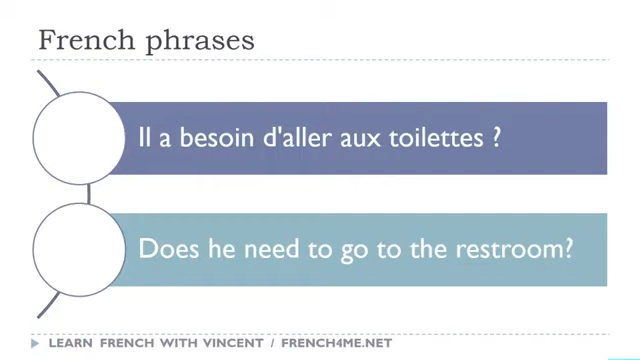 French phrases
Il a besoin d'aller aux toilettes ?
Does he need to go to the restroom?
LEARN FRENCH WITH VINCENT / FRENCH4ME.NET